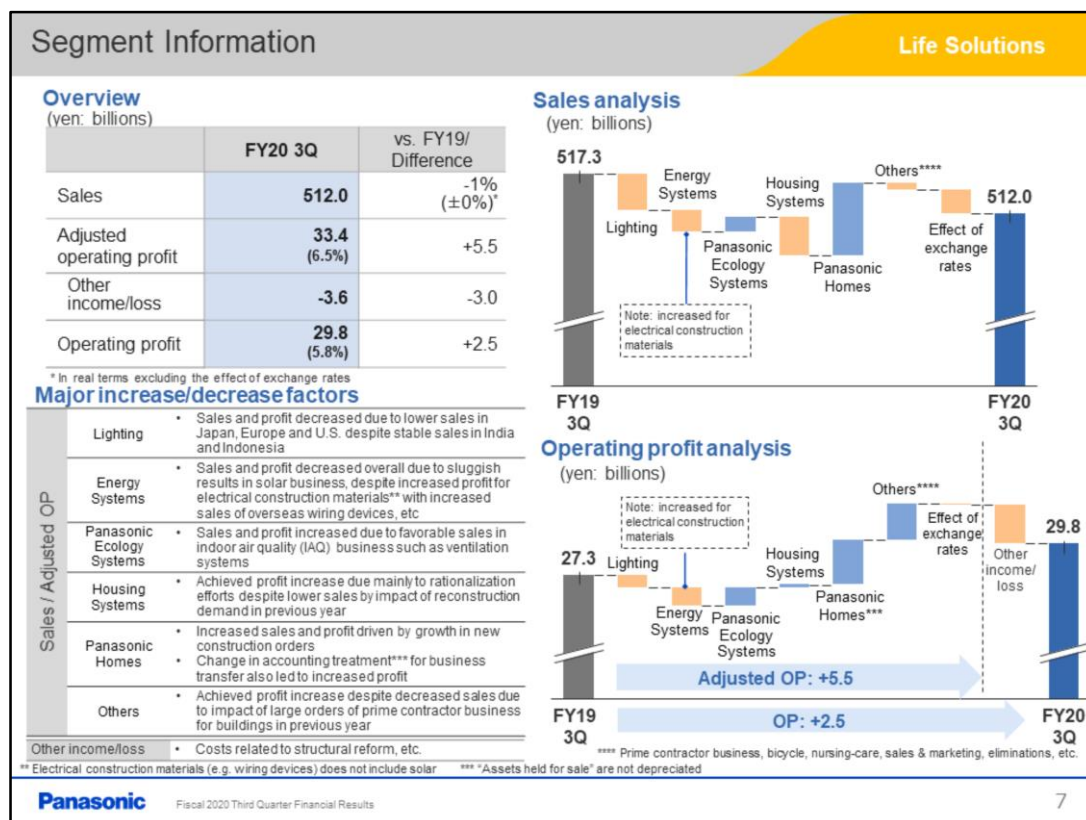 Segment Information
Life Solutions
Overview
(yen: billions)
FY20 3Q
vs. FY19/
Difference
Sales
512.0
-1%
(±0%)*
Adjusted
operating profit
33.4
(6.5%)
+5.5
Other
income/loss
-3.6
-3.0
Operating profit
29.8
(5.8%)
+2.5
* In real terms excluding the effect of exchange rates
Major increase/decrease factors
Sales / Adjusted OP
Lighting
• Sales and profit decreased due to lower sales in
Japan, Europe and U.S. despite stable sales in India
and Indonesia
Energy
Systems
• Sales and profit decreased overall due to sluggish
results in solar business, despite increased profit for
electrical construction materials** with increased
sales of overseas wiring devices, etc
Panasonic
Ecology
Systems
• Sales and profit increased due to favorable sales in
indoor air quality (IAQ) business such as ventilation
systems
Housing
Systems
• Achieved profit increase due mainly to rationalization
efforts despite lower sales by impact of reconstruction
demand in previous year
Panasonic
Homes
• Increased sales and profit driven by growth in new
construction orders
• Change in accounting treatment*** for business
transfer also led to increased profit
Others
• Achieved profit increase despite decreased sales due
to impact of large orders of prime contractor business
for buildings in previous year
Other income/loss
• Costs related to structural reform, etc.
Sales analysis
(yen: billions)
517.3
Lighting
Energy
Systems
Note: increased for
electrical construction
materials
Panasonic
Ecology
Systems
Housing
Systems
Panasonic
Homes
Others****
Effect of
exchange
rates
512.0
FY19
3Q
FY20
3Q
Operating profit analysis
(yen: billions)
27.3
Lighting
Note: increased for
electrical construction
materials
Energy
Systems
Panasonic
Ecology
Systems
Housing
Systems
Panasonic
Homes***
Others****
Effect of
exchange
rates
Other
income/
loss
29.8
Adjusted OP: +5.5
OP: +2.5
FY19
3Q
FY20
3Q
**** Prime contractor business, bicycle, nursing-care, sales & marketing, eliminations, etc.
** Electrical construction materials (e.g. wiring devices) does not include solar
*** "Assets held for sale" are not depreciated
Panasonic
Fiscal 2020 Third Quarter Financial Results
7